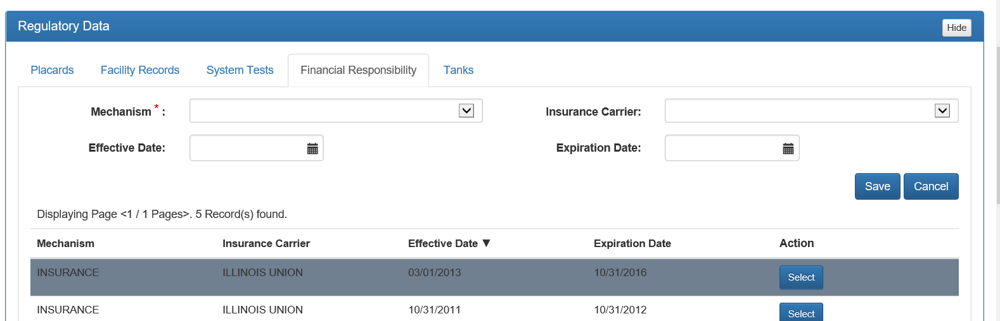 Regulatory Data
Hide
Placards Facility Records System Tests Financial Responsibility Tanks
Mechanism * : Insurance Carrier:
Effective Date: Expiration Date:
Save Cancel
Displaying Page <1 / 1 Pages>. 5 Record(s) found.
Mechanism Insurance Carrier Effective Date ▼ Expiration Date Action
INSURANCE ILLINOIS UNION 03/01/2013 10/31/2016 Select
INSURANCE ILLINOIS UNION 10/31/2011 10/31/2012 Select